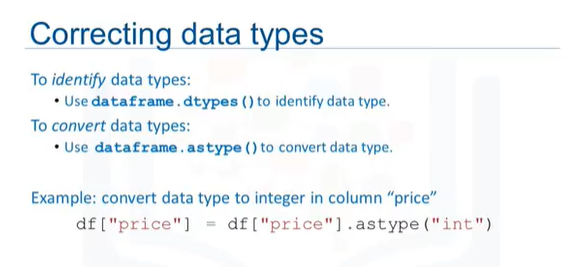 Correcting data types
To identify data types:
• Use dataframe.dtypes() to identify data type.
To convert data types:
• Use dataframe.astype() to convert data type.
Example: convert data type to integer in column “price”
df["price"] = df["price"].astype("int")